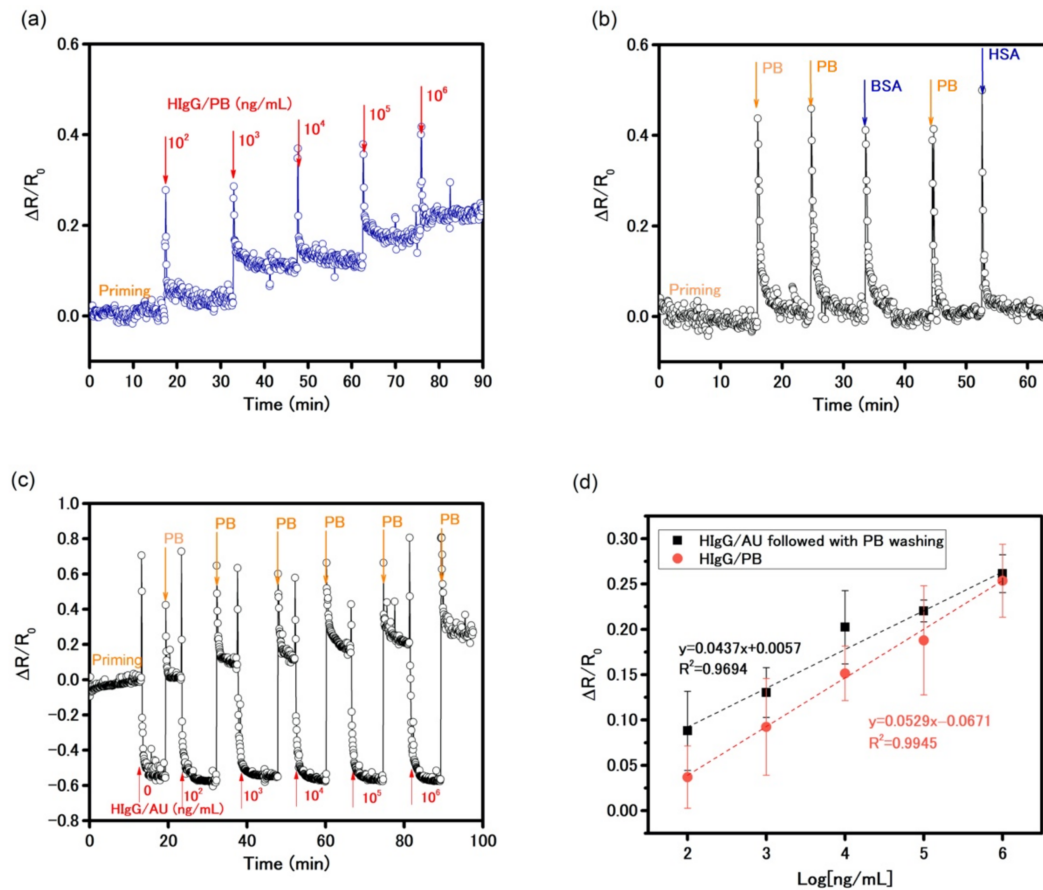 (a)
0.6
0.4
0.2
0.0
ΔR/R₀
HIgG/PB (ng/mL)
10²
10³
10⁴
10⁵
10⁶
Priming
0 10 20 30 40 50 60 70 80 90
Time (min)
(b)
0.6
0.4
0.2
0.0
ΔR/R₀
PB
PB
BSA
PB
HSA
Priming
0 10 20 30 40 50 60
Time (min)
(c)
1.0
0.8
0.6
0.4
0.2
0.0
-0.2
-0.4
-0.6
-0.8
ΔR/R₀
PB
PB
PB
PB
PB
PB
Priming
0
10²
10³
10⁴
10⁵
10⁶
HIgG/AU (ng/mL)
0 20 40 60 80 100
Time (min)
(d)
0.30
0.25
0.20
0.15
0.10
0.05
0.00
ΔR/R₀
HIgG/AU followed with PB washing
HIgG/PB
y=0.0437x+0.0057
R²=0.9694
y=0.0529x−0.0671
R²=0.9945
2 3 4 5 6
Log[ng/mL]